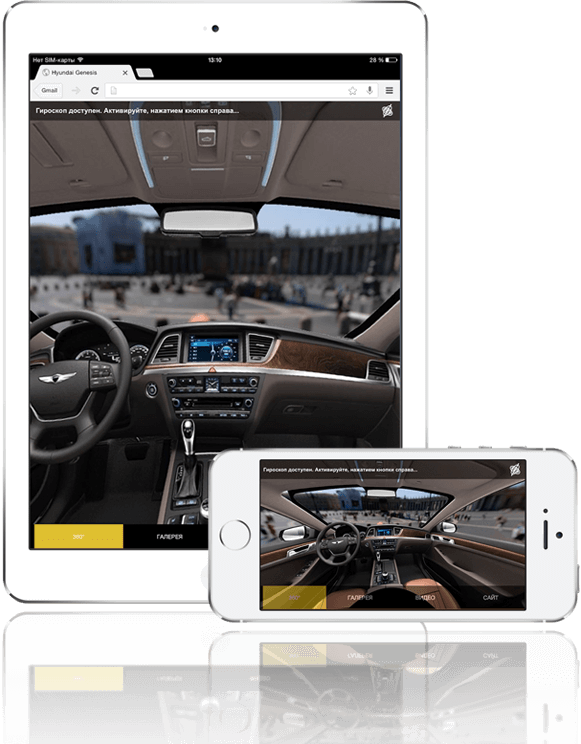 Нет SIM-карты
13:10
28 %
Hyundai Genesis
Gmail
Гироскоп доступен. Активируйте, нажатием кнопки справа...
360°
ГАЛЕРЕЯ
Гироскоп доступен. Активируйте, нажатием кнопки справа...
360°
ГАЛЕРЕЯ
ВИДЕО
САЙТ